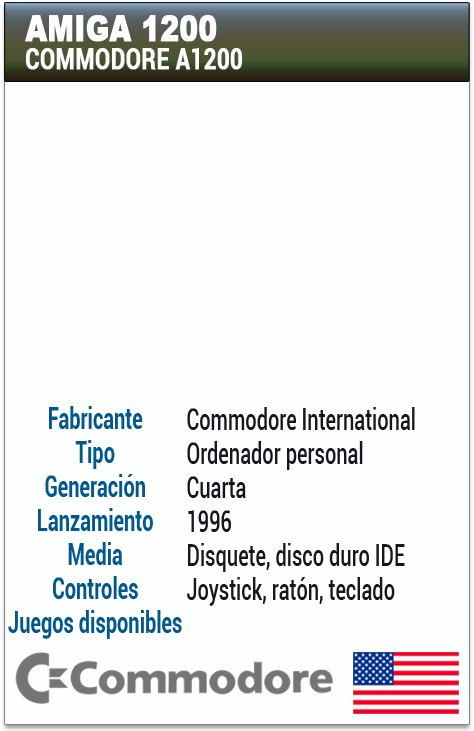 AMIGA 1200
COMMODORE A1200
Fabricante Commodore International
Tipo Ordenador personal
Generación Cuarta
Lanzamiento 1996
Media Disquete, disco duro IDE
Controles Joystick, ratón, teclado
Juegos disponibles
Commodore